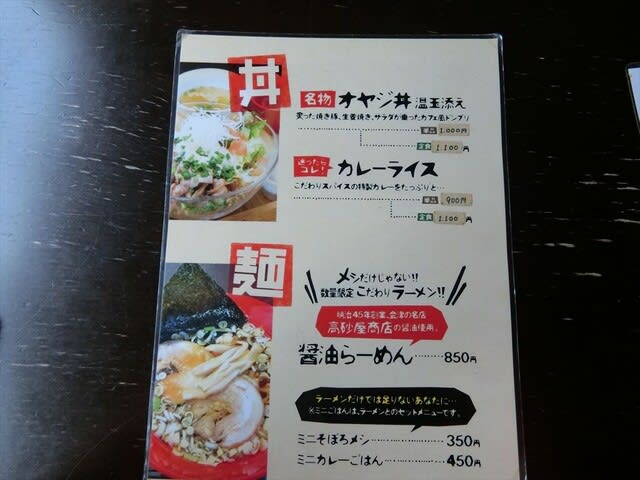 丼
名物 オヤジ丼 温玉添え
炙った焼き豚、生姜焼き、サラダが乗ったカフェ風ドンブリ
単品 1,000円
定食 1,100円
迷ったらコレ! カレーライス
こだわりスパイスの特製カレーをたっぷりと…
単品 900円
定食 1,100円
麺
メシだけじゃない!!
数量限定 こだわりラーメン!!
明治45年創業、会津の名店
高砂屋商店の醤油使用。
醤油らーめん 850円
ラーメンだけでは足りないあなたに…
※ミニごはんは、ラーメンとのセットメニューです。
ミニそぼろメシ 350円
ミニカレーごはん 450円